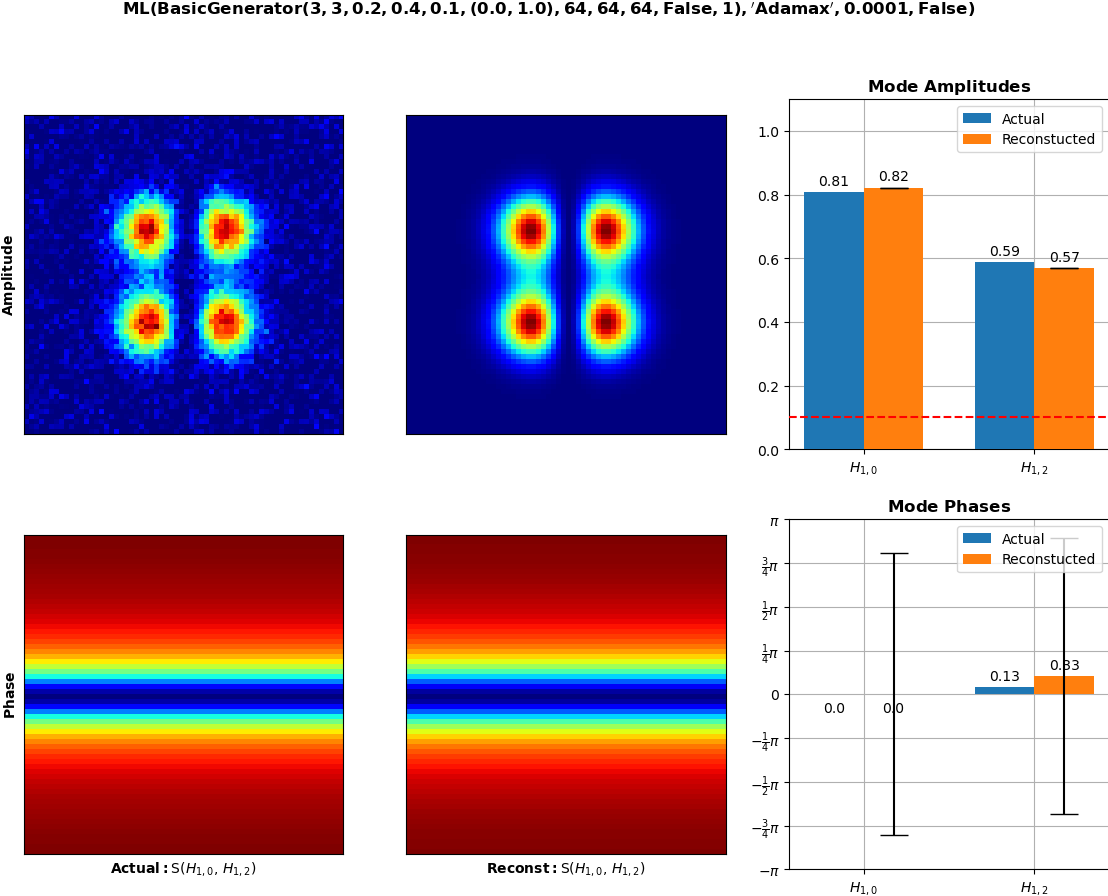 ML(BasicGenerator(3, 3, 0.2, 0.4, 0.1, (0.0, 1.0), 64, 64, 64, False, 1), ′Adamax′, 0.0001, False)
Mode Amplitudes
Actual
Reconstucted
1.0
0.8
0.6
0.4
0.2
0.0
0.81
0.82
0.59
0.57
H1, 0
H1, 2
Amplitude
Mode Phases
Actual
Reconstucted
π
3/4π
1/2π
1/4π
0
−1/4π
−1/2π
−3/4π
−π
0.0
0.0
0.13
0.33
H1, 0
H1, 2
Phase
Actual: S(H1, 0, H1, 2)
Reconst: S(H1, 0, H1, 2)